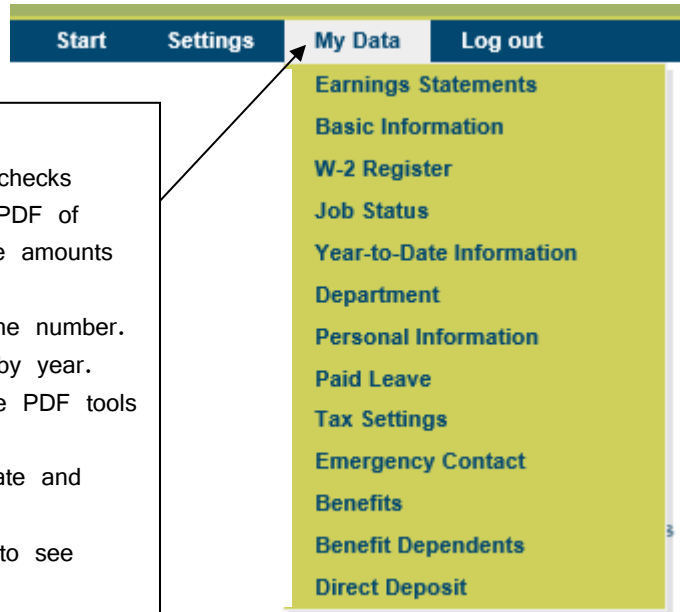 Start Settings My Data Log out
Earnings Statements
Basic Information
W-2 Register
Job Status
Year-to-Date Information
Department
Personal Information
Paid Leave
Tax Settings
Emergency Contact
Benefits
Benefit Dependents
Direct Deposit
checks
PDF of
amounts
number.
by year.
PDF tools
and
to see